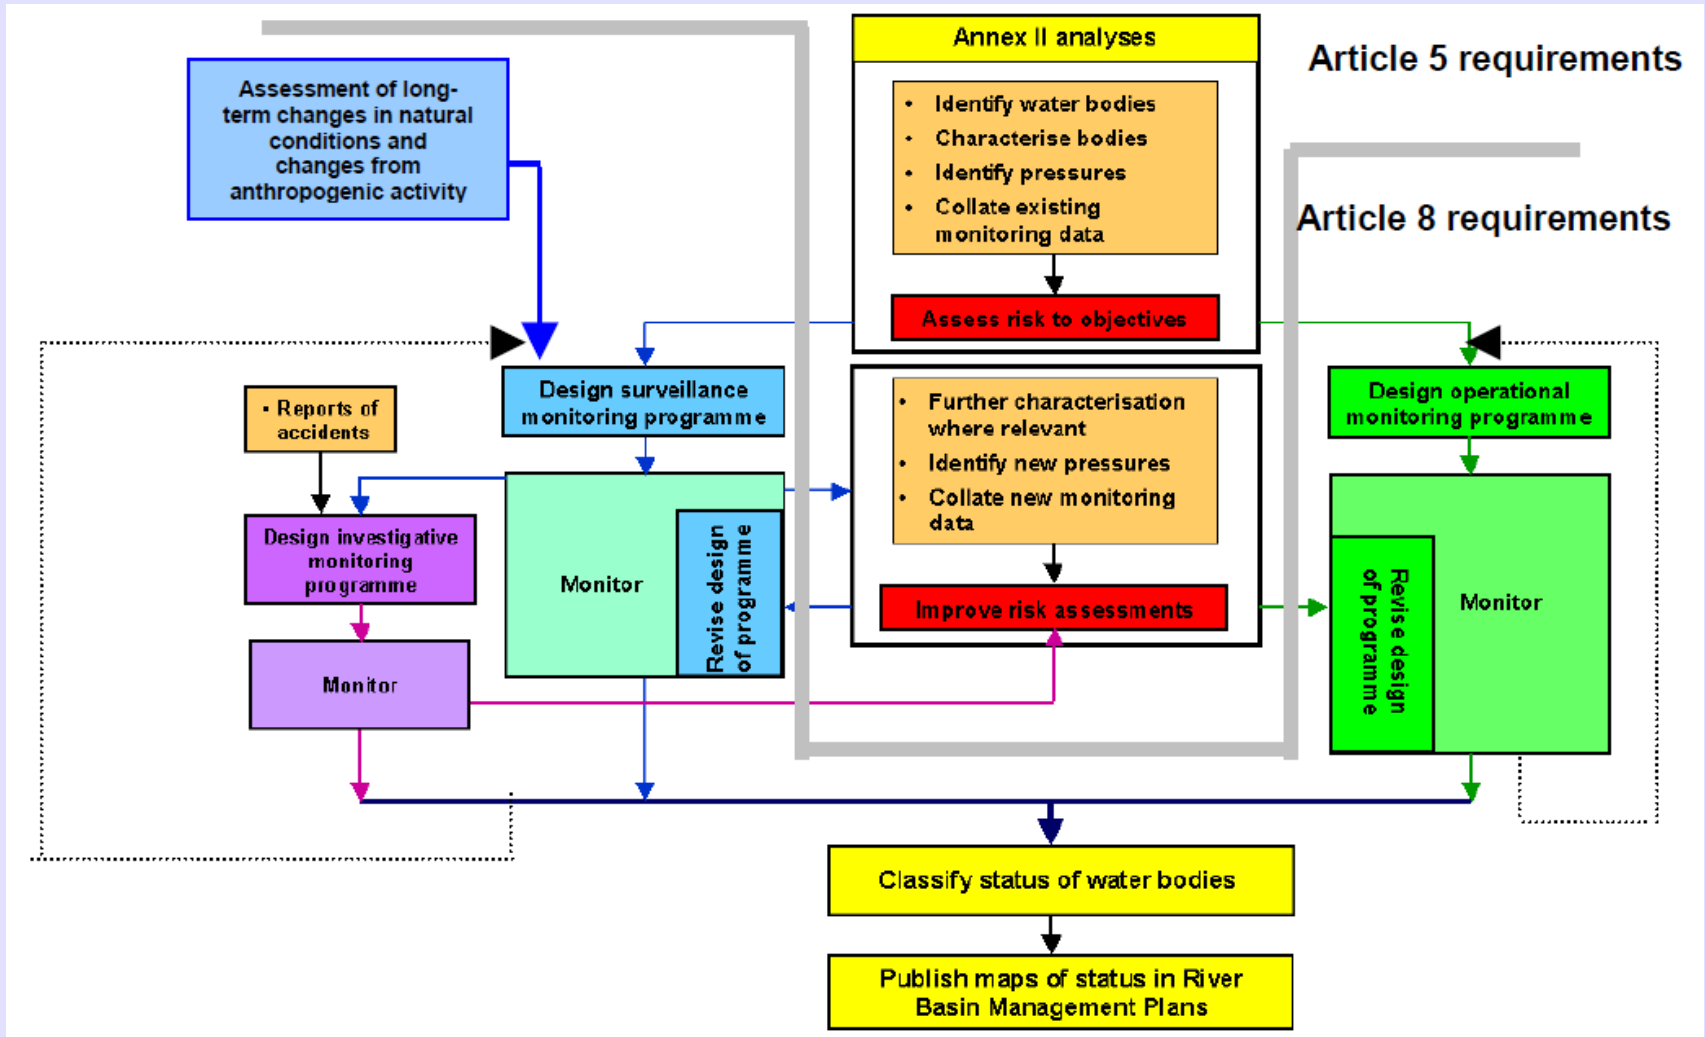 Annex II analyses
Article 5 requirements
Assessment of long-
term changes in natural
conditions and
changes from
anthropogenic activity
• Identify water bodies
• Characterise bodies
• Identify pressures
• Collate existing
monitoring data
Article 8 requirements
Assess risk to objectives
Design surveillance
monitoring programme
• Further characterisation
where relevant
• Identify new pressures
• Collate new monitoring
data
Design operational
monitoring programme
• Reports of
accidents
Design investigative
monitoring
programme
Monitor
Revise design
of programme
Improve risk assessments
Revise design
of programme
Monitor
Monitor
Classify status of water bodies
Publish maps of status in River
Basin Management Plans